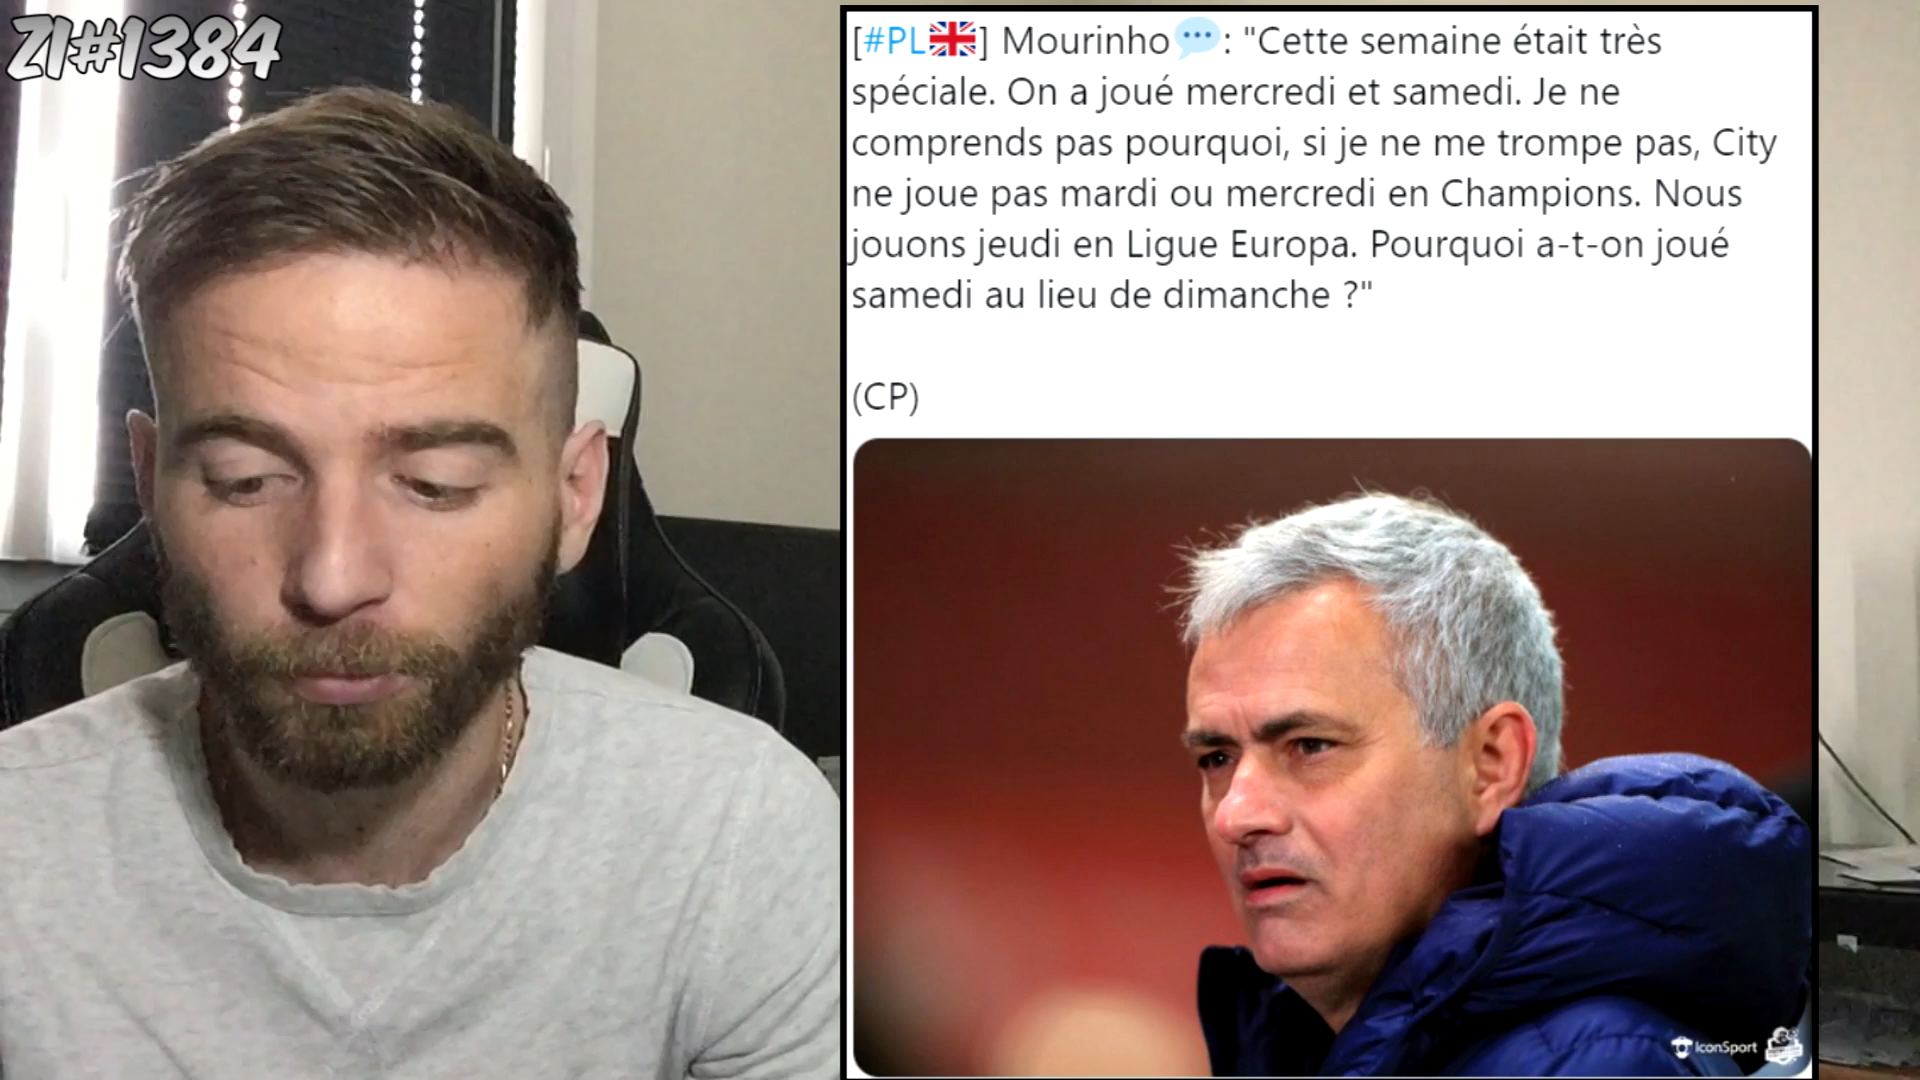 ZI#1384
[#PL🇬🇧] Mourinho💬: "Cette semaine était très
spéciale. On a joué mercredi et samedi. Je ne
comprends pas pourquoi, si je ne me trompe pas, City
ne joue pas mardi ou mercredi en Champions. Nous
jouons jeudi en Ligue Europa. Pourquoi a-t-on joué
samedi au lieu de dimanche ?"
(CP)
IconSport